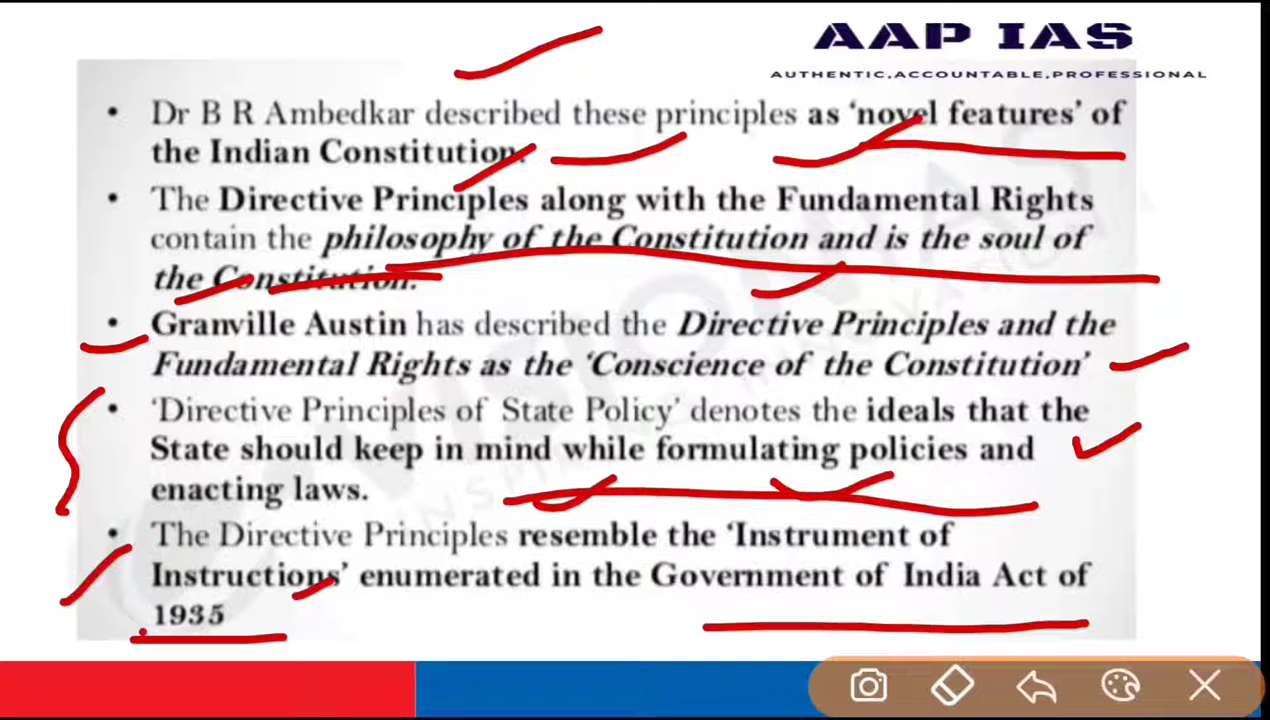 AAP IAS
AUTHENTIC,ACCOUNTABLE,PROFESSIONAL
• Dr B R Ambedkar described these principles as ‘novel features’ of
the Indian Constitution.
• The Directive Principles along with the Fundamental Rights
contain the philosophy of the Constitution and is the soul of
the Constitution.
• Granville Austin has described the Directive Principles and the
Fundamental Rights as the ‘Conscience of the Constitution’
• ‘Directive Principles of State Policy’ denotes the ideals that the
State should keep in mind while formulating policies and
enacting laws.
• The Directive Principles resemble the ‘Instrument of
Instructions’ enumerated in the Government of India Act of
1935